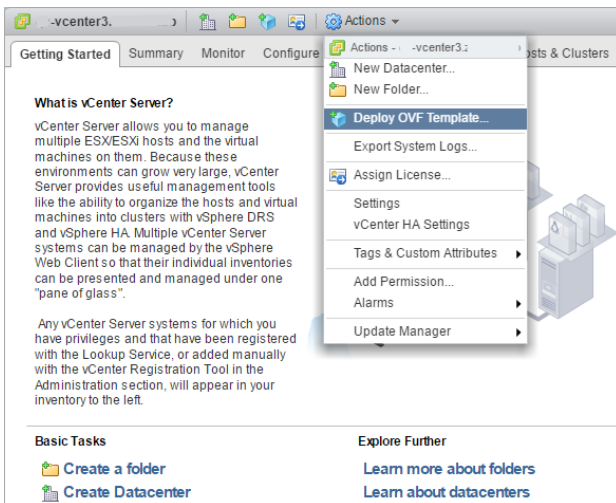 -vcenter3.
Actions
Getting Started Summary Monitor Configure
Actions - -vcenter3.
sts & Clusters
New Datacenter...
New Folder...
Deploy OVF Template...
Export System Logs...
Assign License...
Settings
vCenter HA Settings
Tags & Custom Attributes
Add Permission...
Alarms
Update Manager
What is vCenter Server?
vCenter Server allows you to manage
multiple ESX/ESXi hosts and the virtual
machines on them. Because these
environments can grow very large, vCenter
Server provides useful management tools
like the ability to organize the hosts and virtual
machines into clusters with vSphere DRS
and vSphere HA. Multiple vCenter Server
systems can be managed by the vSphere
Web Client so that their individual inventories
can be presented and managed under one
"pane of glass".
Any vCenter Server systems for which you
have privileges and that have been registered
with the Lookup Service, or added manually
with the vCenter Registration Tool in the
Administration section, will appear in your
inventory to the left.
Basic Tasks
Create a folder
Create Datacenter
Explore Further
Learn more about folders
Learn about datacenters